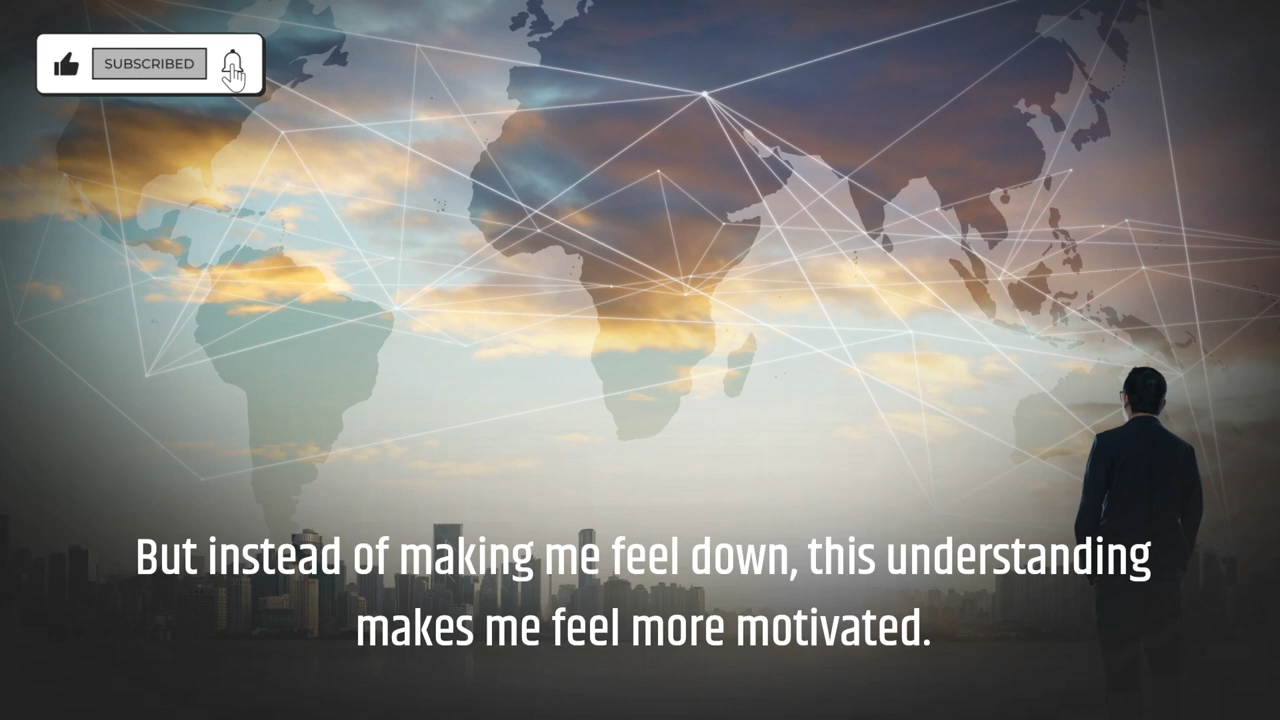 SUBSCRIBED
But instead of making me feel down, this understanding
makes me feel more motivated.